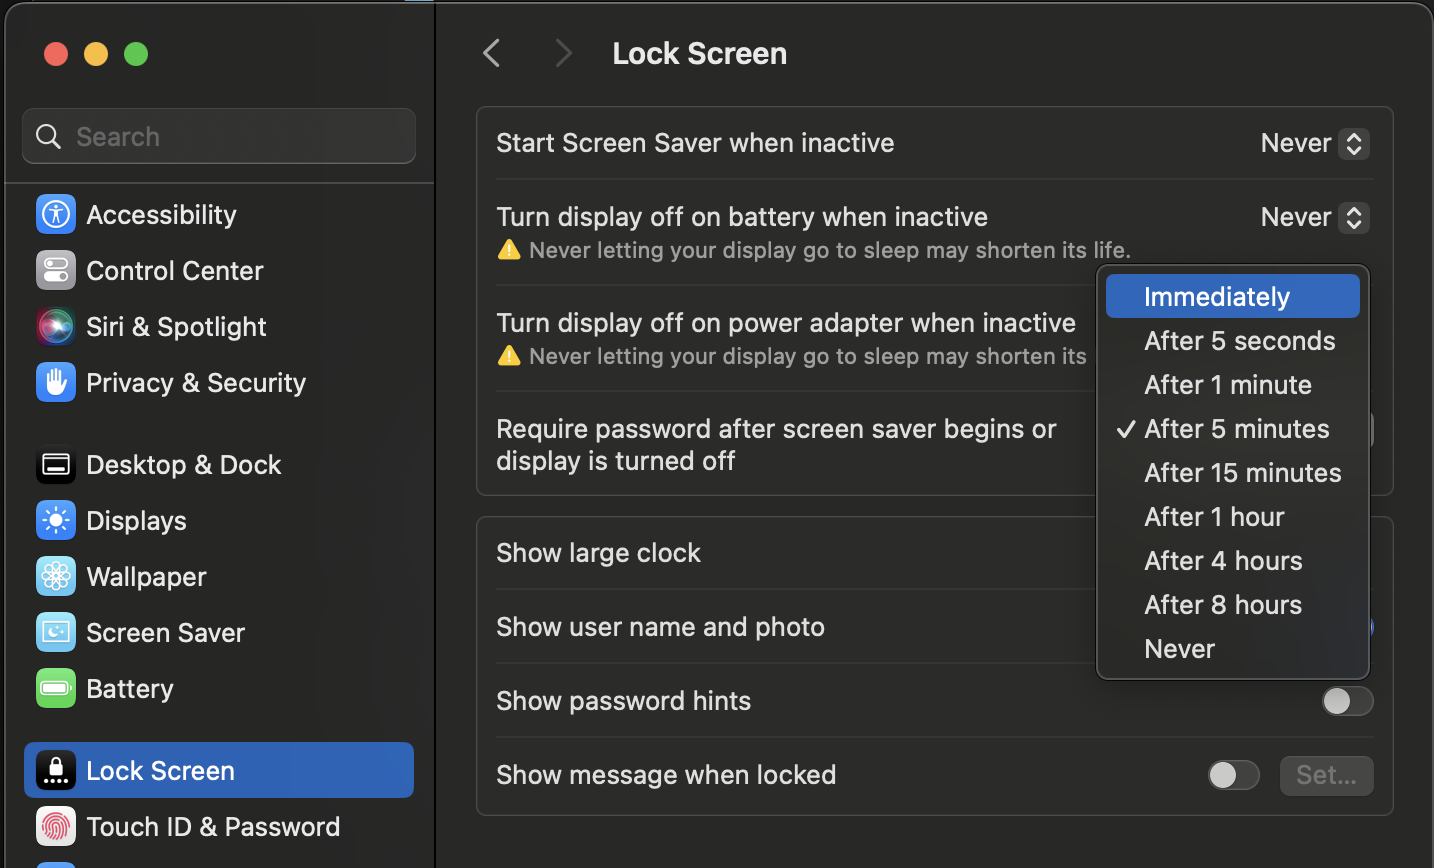 Search
Accessibility
Control Center
Siri & Spotlight
Privacy & Security
Desktop & Dock
Displays
Wallpaper
Screen Saver
Battery
Lock Screen
Touch ID & Password
Lock Screen
Start Screen Saver when inactive
Never
Turn display off on battery when inactive
Never
Never letting your display go to sleep may shorten its life.
Turn display off on power adapter when inactive
Never letting your display go to sleep may shorten its
Require password after screen saver begins or
display is turned off
Immediately
After 5 seconds
After 1 minute
After 5 minutes
After 15 minutes
After 1 hour
After 4 hours
After 8 hours
Never
Show large clock
Show user name and photo
Show password hints
Show message when locked
Set...